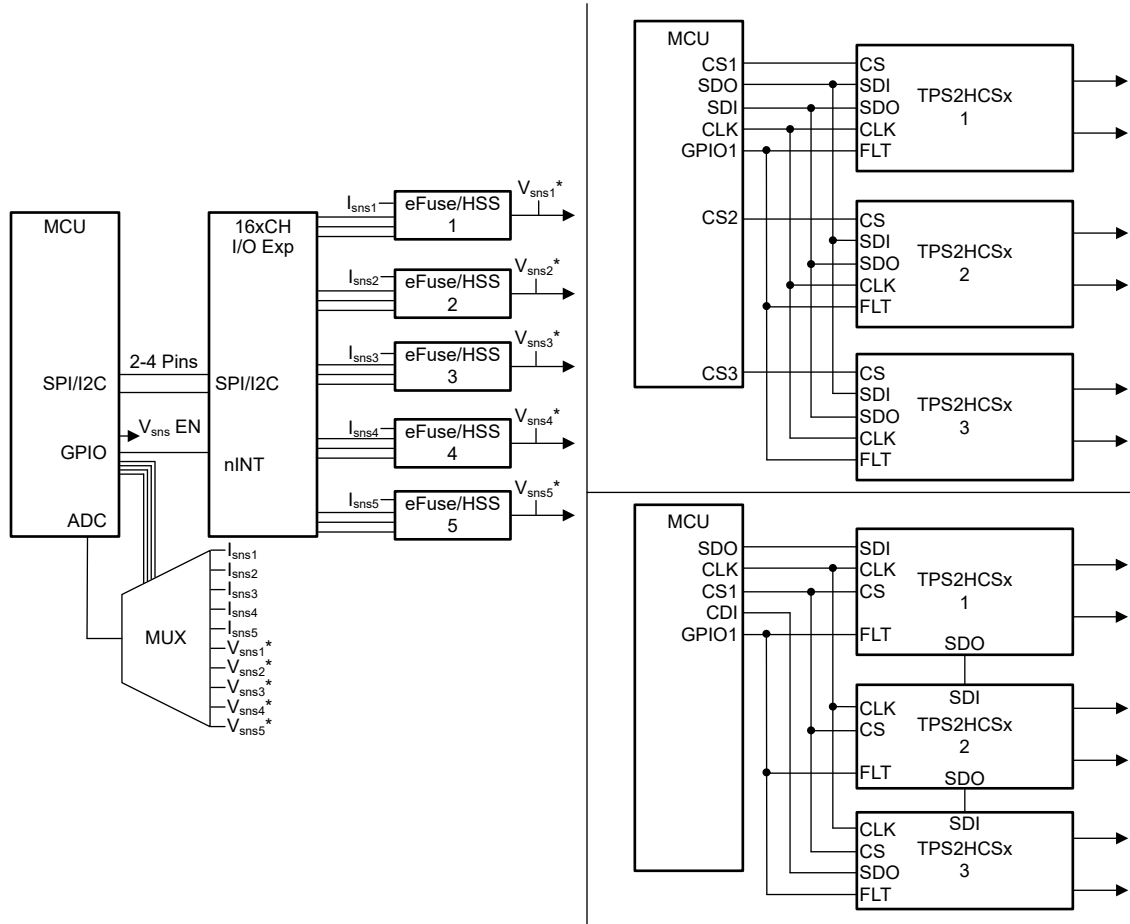 MCU
SPI/I2C
GPIO
ADC
2-4 Pins
Vsns EN
16xCH
I/O Exp
SPI/I2C
nINT
Isns1
eFuse/HSS
1
Vsns1*
Isns2
eFuse/HSS
2
Vsns2*
Isns3
eFuse/HSS
3
Vsns3*
Isns4
eFuse/HSS
4
Vsns4*
Isns5
eFuse/HSS
5
Vsns5*
MUX
Isns1
Isns2
Isns3
Isns4
Isns5
Vsns1*
Vsns2*
Vsns3*
Vsns4*
Vsns5*
MCU
CS1
SDO
SDI
CLK
GPIO1
CS2
CS3
CS
SDI
SDO
CLK
FLT
TPS2HCSx
1
CS
SDI
SDO
CLK
FLT
TPS2HCSx
2
CS
SDI
SDO
CLK
FLT
TPS2HCSx
3
MCU
SDO
CLK
CS1
CDI
GPIO1
SDI
CLK
CS
FLT
TPS2HCSx
1
SDO
SDI
CLK
CS
FLT
TPS2HCSx
2
SDO
SDI
CLK
CS
SDO
FLT
TPS2HCSx
3